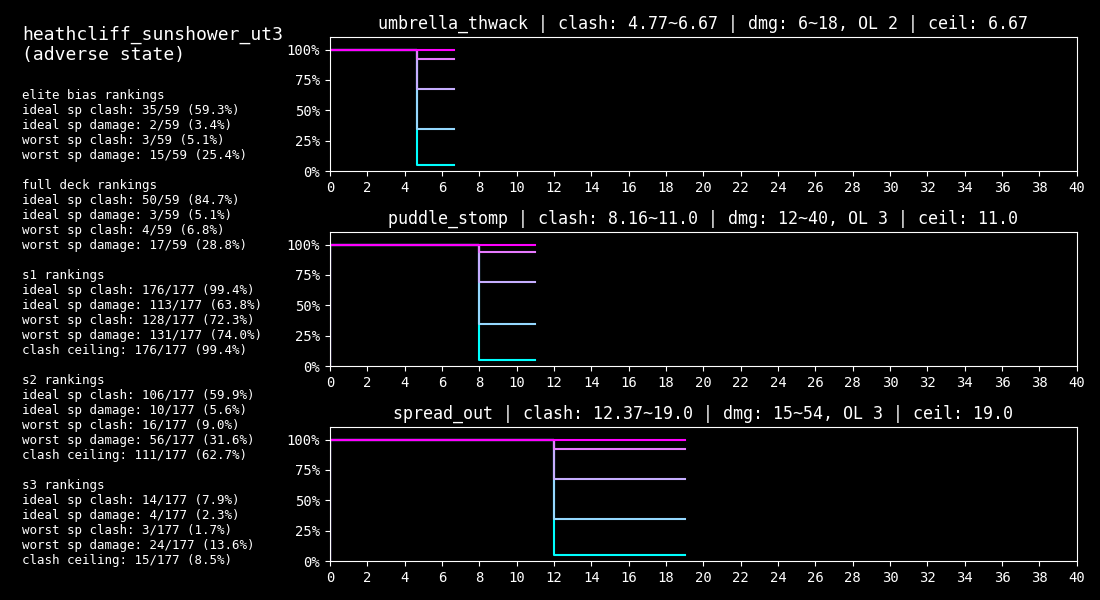 heathcliff_sunshower_ut3
(adverse state)
elite bias rankings
ideal sp clash: 35/59 (59.3%)
ideal sp damage: 2/59 (3.4%)
worst sp clash: 3/59 (5.1%)
worst sp damage: 15/59 (25.4%)
full deck rankings
ideal sp clash: 50/59 (84.7%)
ideal sp damage: 3/59 (5.1%)
worst sp clash: 4/59 (6.8%)
worst sp damage: 17/59 (28.8%)
s1 rankings
ideal sp clash: 176/177 (99.4%)
ideal sp damage: 113/177 (63.8%)
worst sp clash: 128/177 (72.3%)
worst sp damage: 131/177 (74.0%)
clash ceiling: 176/177 (99.4%)
s2 rankings
ideal sp clash: 106/177 (59.9%)
ideal sp damage: 10/177 (5.6%)
worst sp clash: 16/177 (9.0%)
worst sp damage: 56/177 (31.6%)
clash ceiling: 111/177 (62.7%)
s3 rankings
ideal sp clash: 14/177 (7.9%)
ideal sp damage: 4/177 (2.3%)
worst sp clash: 3/177 (1.7%)
worst sp damage: 24/177 (13.6%)
clash ceiling: 15/177 (8.5%)
umbrella_thwack | clash: 4.77~6.67 | dmg: 6~18, OL 2 | ceil: 6.67
100%
75%
50%
25%
0%
0 2 4 6 8 10 12 14 16 18 20 22 24 26 28 30 32 34 36 38 40
puddle_stomp | clash: 8.16~11.0 | dmg: 12~40, OL 3 | ceil: 11.0
100%
75%
50%
25%
0%
0 2 4 6 8 10 12 14 16 18 20 22 24 26 28 30 32 34 36 38 40
spread_out | clash: 12.37~19.0 | dmg: 15~54, OL 3 | ceil: 19.0
100%
75%
50%
25%
0%
0 2 4 6 8 10 12 14 16 18 20 22 24 26 28 30 32 34 36 38 40